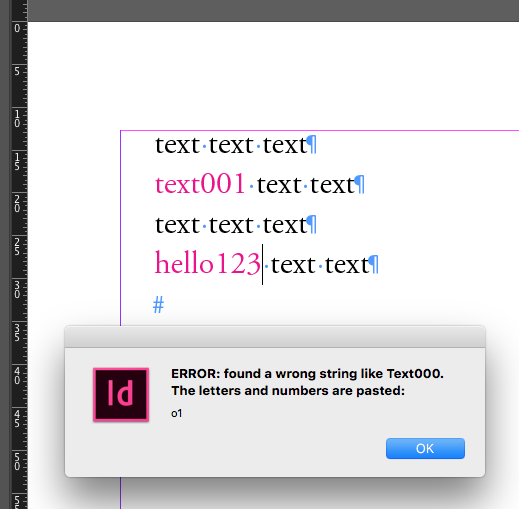 0
5
10
15
20
25
30
35
40
45
50
55
text·text·text¶
text001·text·text¶
text·text·text¶
hello123·text·text¶
#
Id
ERROR: found a wrong string like Text000.
The letters and numbers are pasted:
o1
OK